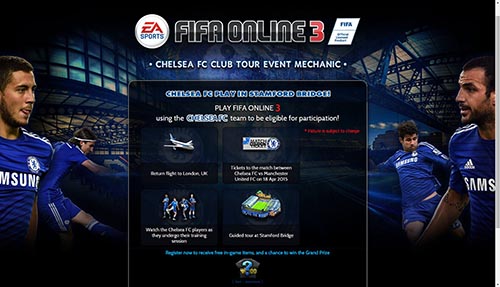 EA
SPORTS
FIFA ONLINE 3
FIFA
• CHELSEA FC CLUB TOUR EVENT MECHANIC •
CHELSEA FC PLAY IN STAMFORD BRIDGE!
PLAY FIFA ONLINE 3
using the CHELSEA FC team to be eligible for participation!
* Fixture is subject to change
Return flight to London, UK
Tickets to the match between
Chelsea FC vs Manchester
United FC on 18 Apr 2015
Watch the Chelsea FC players as
they undergo their training
session
Guided tour at Stamford Bridge
Register now to receive free in-game items, and a chance to win the Grand Prize
SAMSUNG
SAMSUNG